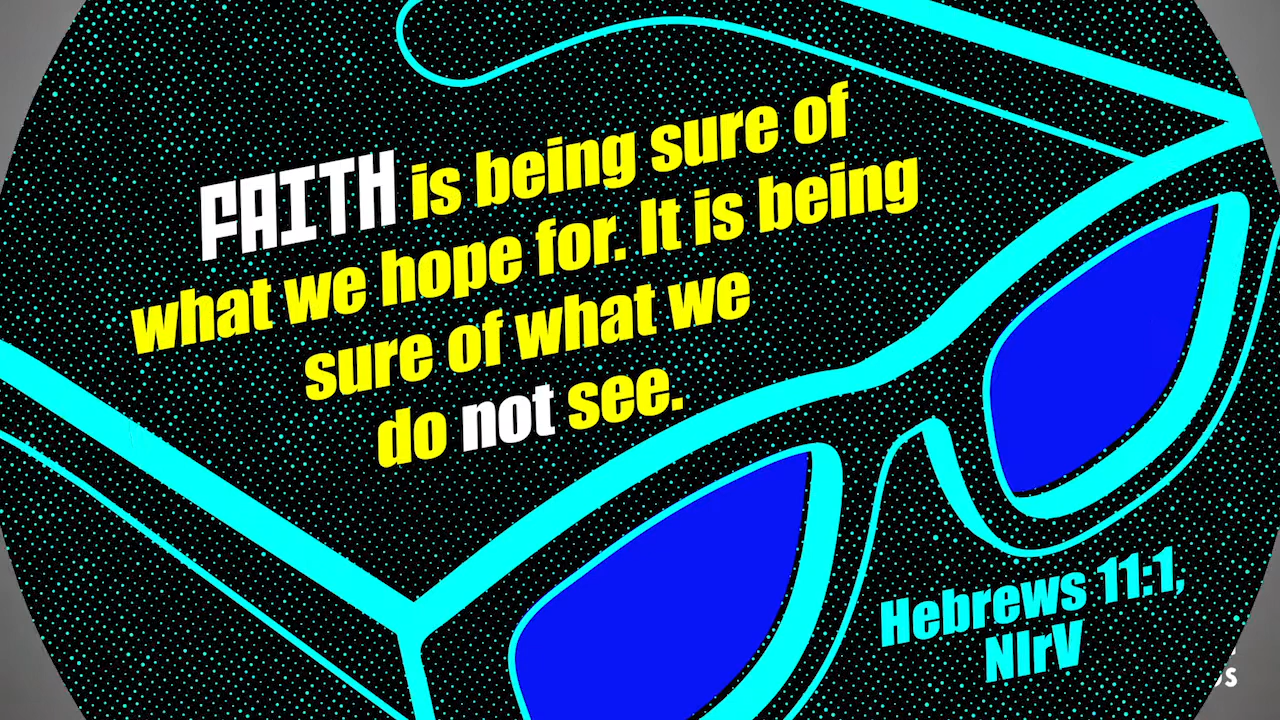 FAITH is being sure of
what we hope for. It is being
sure of what we
do not see.
Hebrews 11:1,
NIrV